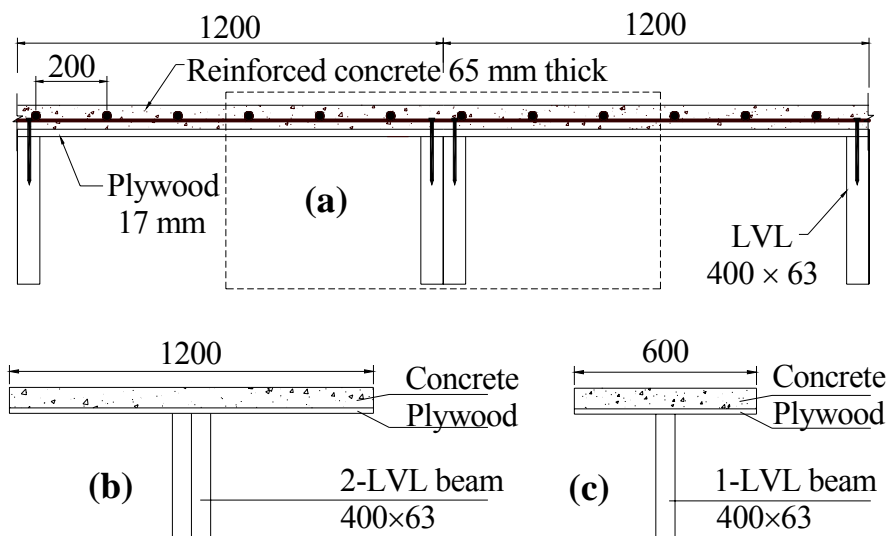 1200
1200
200
Reinforced concrete 65 mm thick
Plywood
17 mm
(a)
LVL
400 × 63
1200
Concrete
Plywood
(b)
2-LVL beam
400×63
600
Concrete
Plywood
(c)
1-LVL beam
400×63